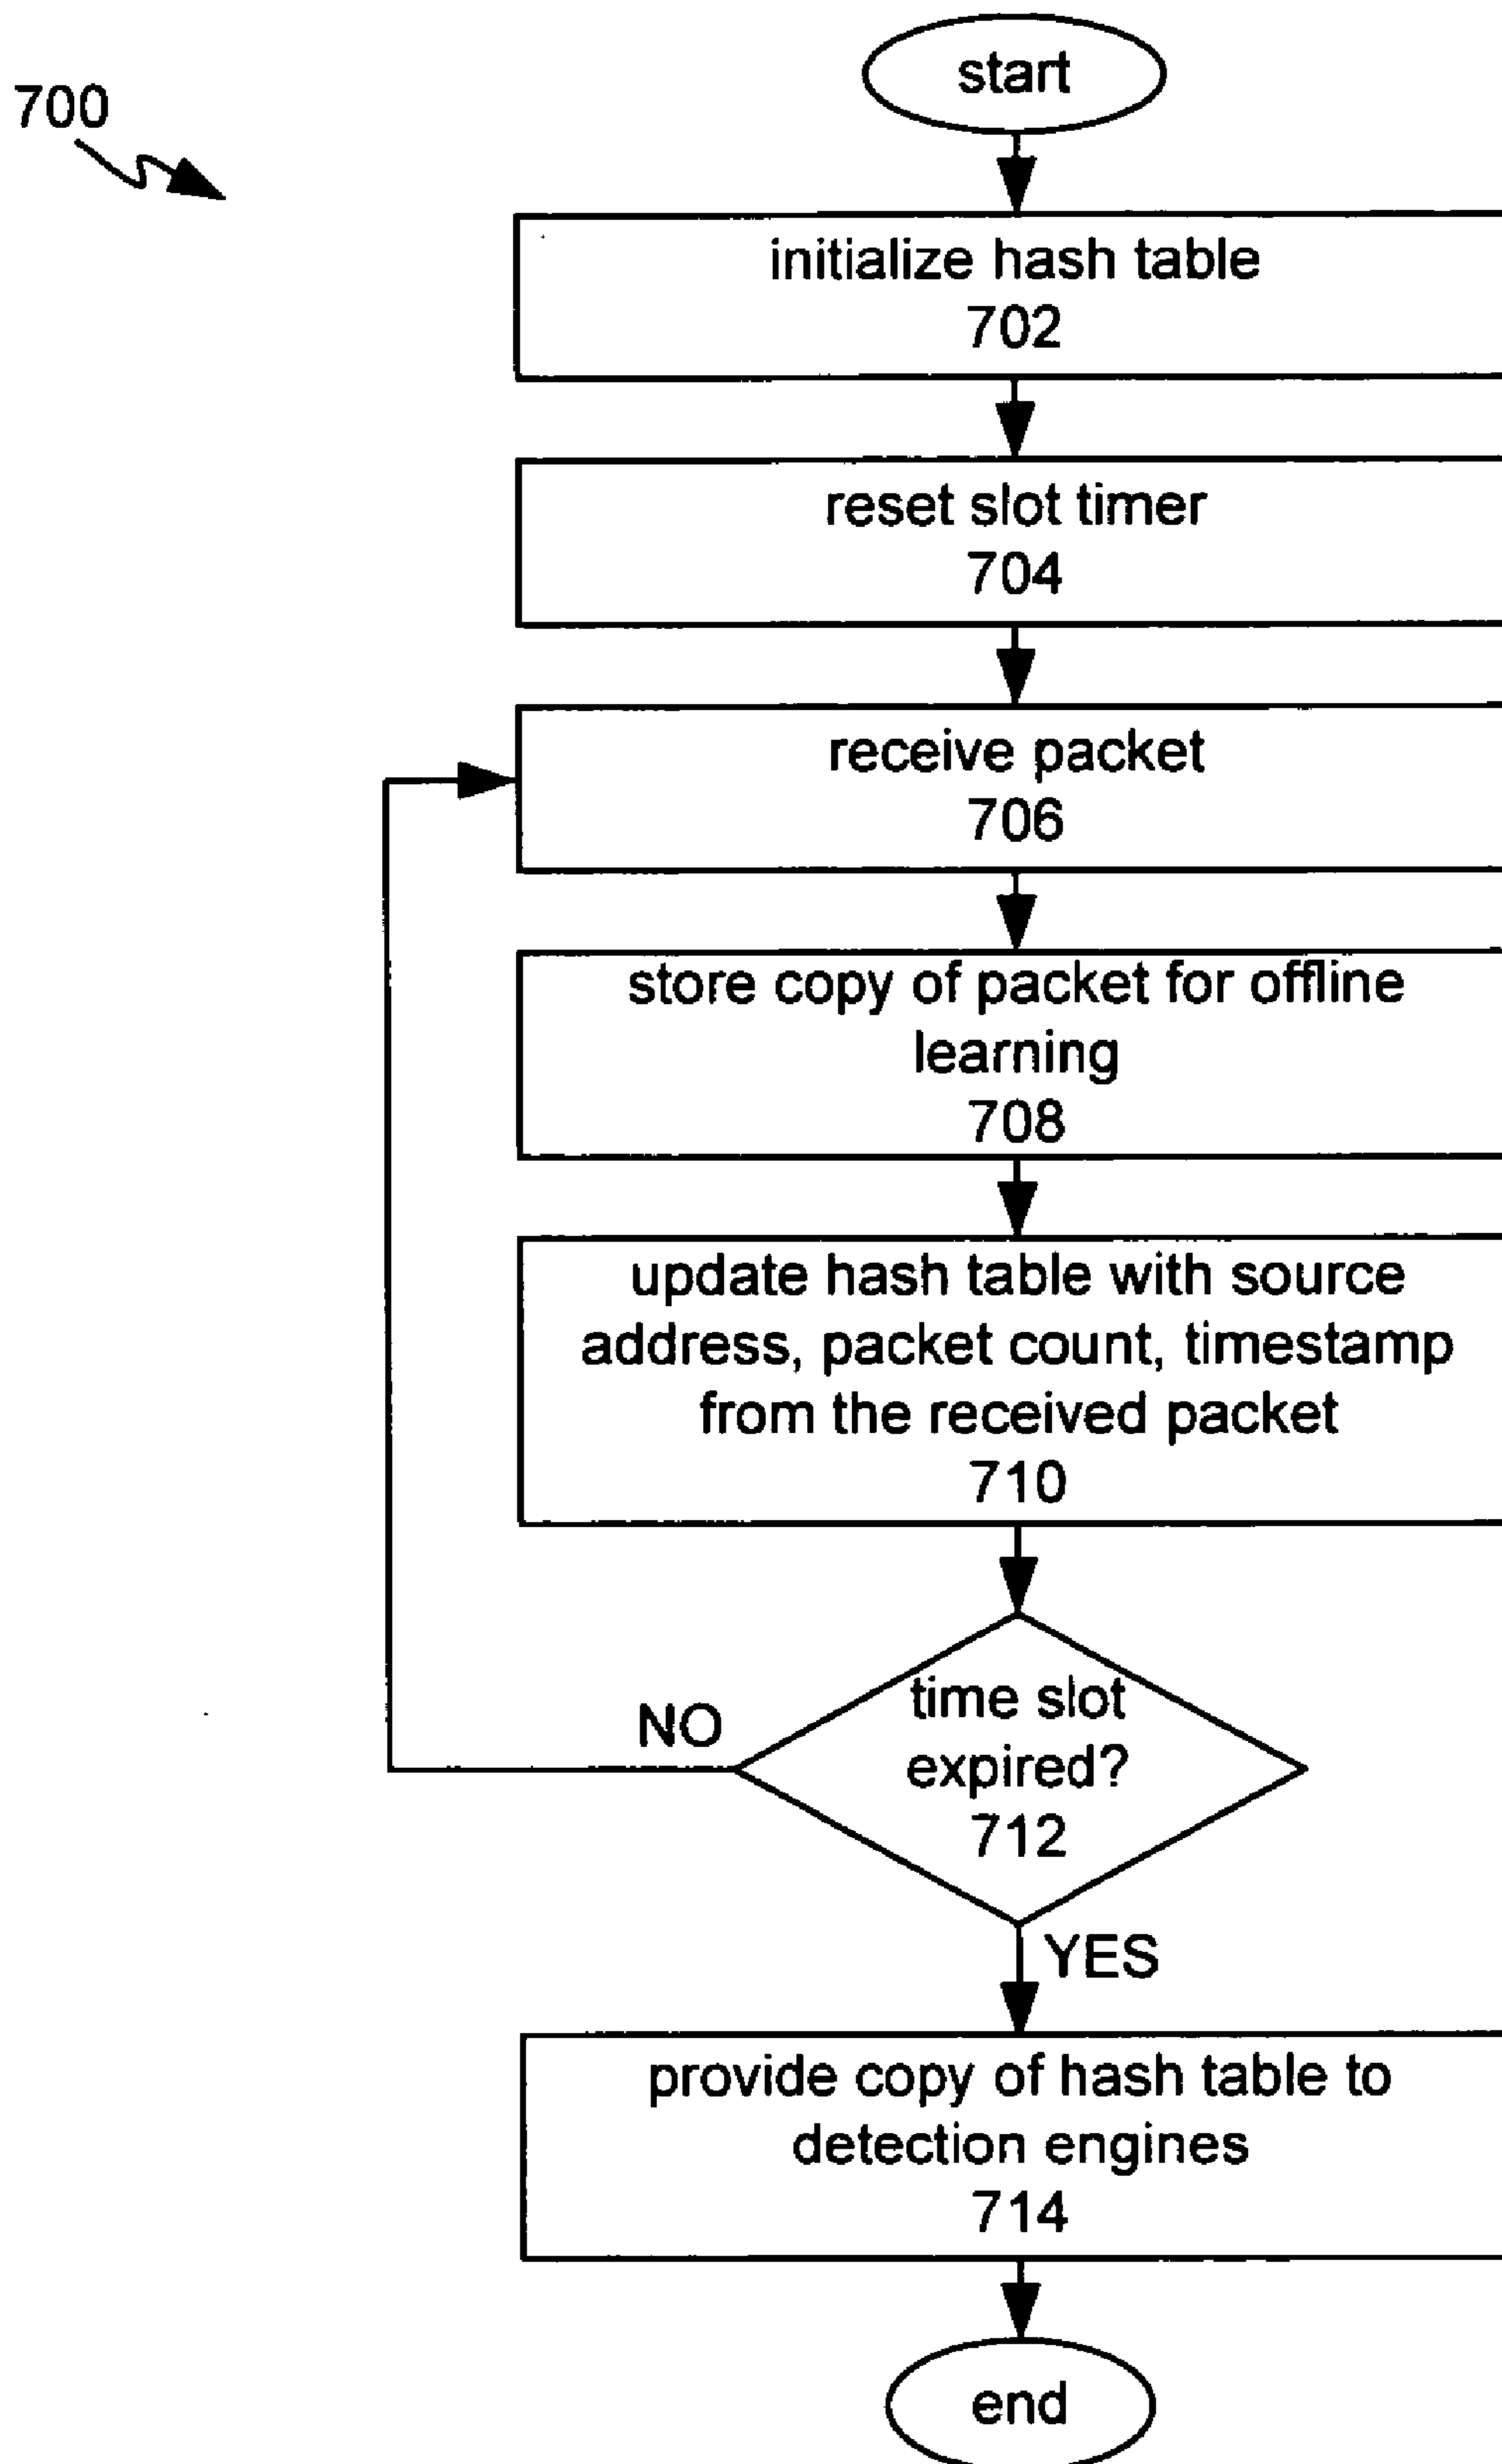 start
700
initialize hash table
702
reset slot timer
704
receive packet
706
store copy of packet for offline
learning
708
update hash table with source
address, packet count, timestamp
from the received packet
710
time slot
expired?
712
NO
YES
provide copy of hash table to
detection engines
714
end